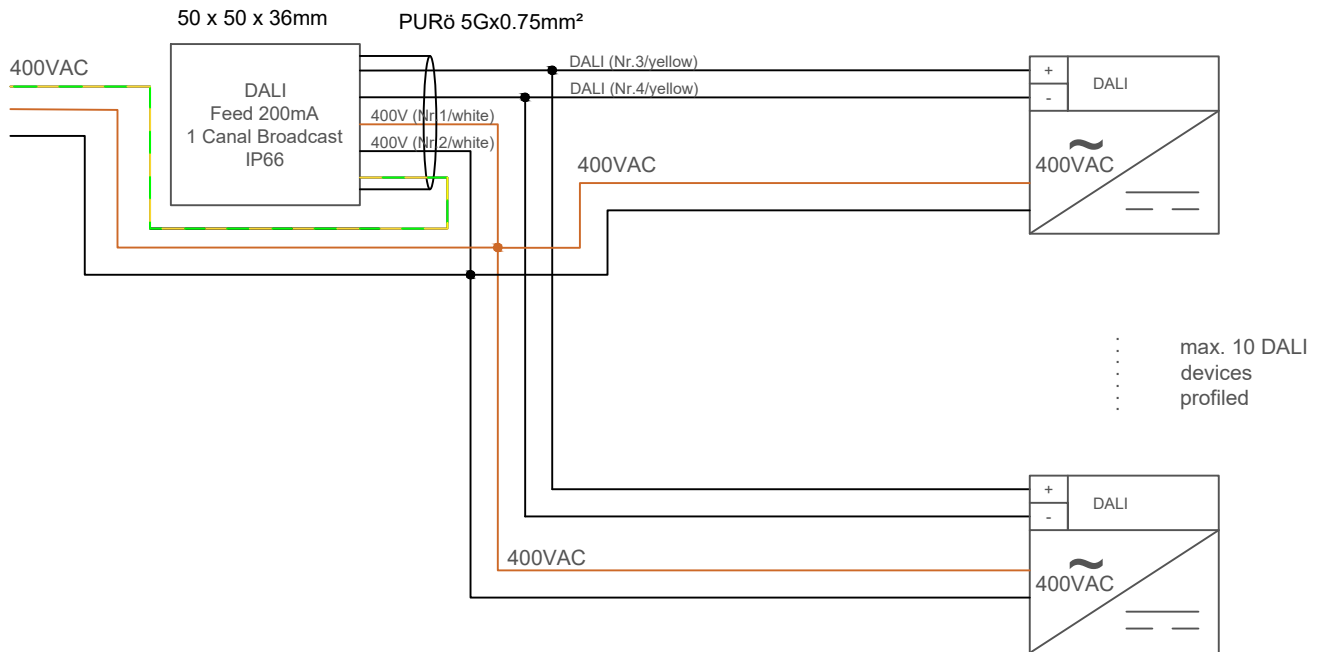 50 x 50 x 36mm
PURö 5Gx0.75mm²
400VAC
DALI
Feed 200mA
1 Canal Broadcast
IP66
DALI (Nr.3/yellow)
DALI (Nr.4/yellow)
400V (Nr.1/white)
400V (Nr.2/white)
400VAC
+
-
DALI
~
400VAC
max. 10 DALI
devices
profiled
400VAC
+
-
DALI
~
400VAC